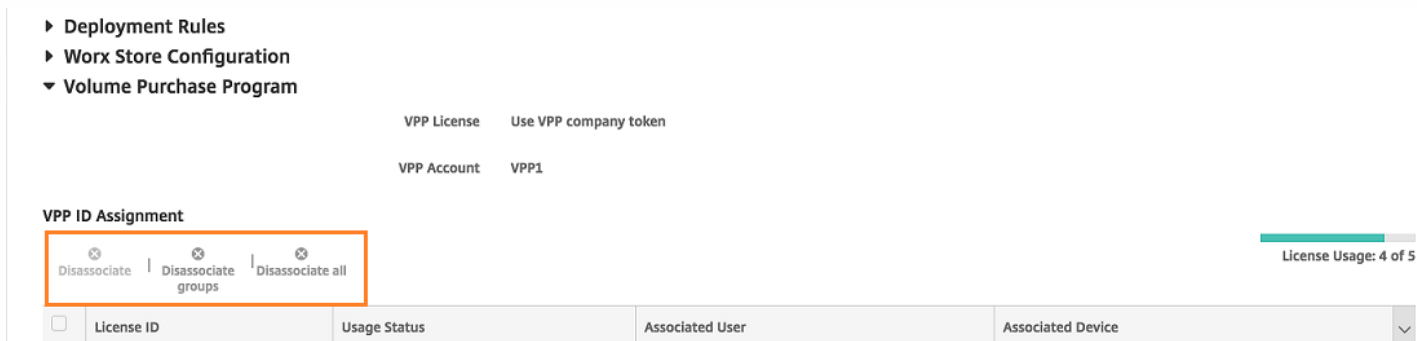 Deployment Rules
Worx Store Configuration
Volume Purchase Program
VPP License Use VPP company token
VPP Account VPP1
VPP ID Assignment
Disassociate | Disassociate groups | Disassociate all
License Usage: 4 of 5
License ID Usage Status Associated User Associated Device